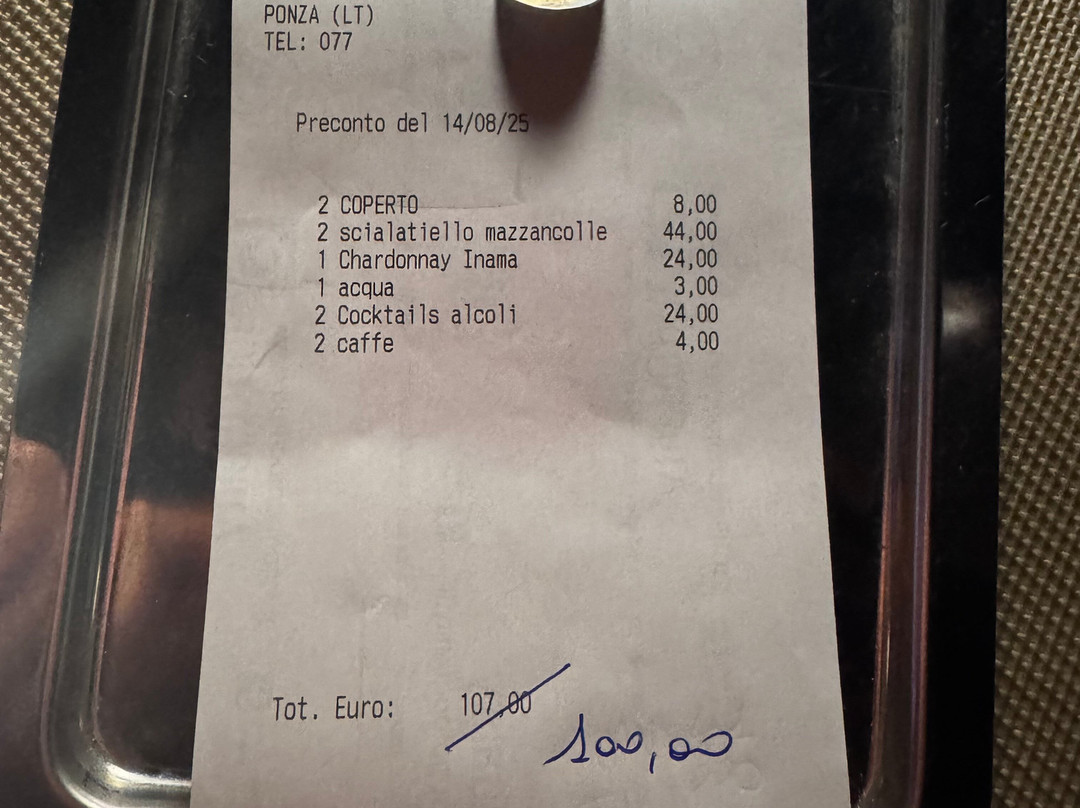 PONZA (LT)
TEL: 077
Preconto del 14/08/25
2 COPERTO 8,00
2 scialatiello mazzancolle 44,00
1 Chardonnay Inama 24,00
1 acqua 3,00
2 Cocktails alcoli 24,00
2 caffe 4,00
Tot. Euro: 107,00
100,00